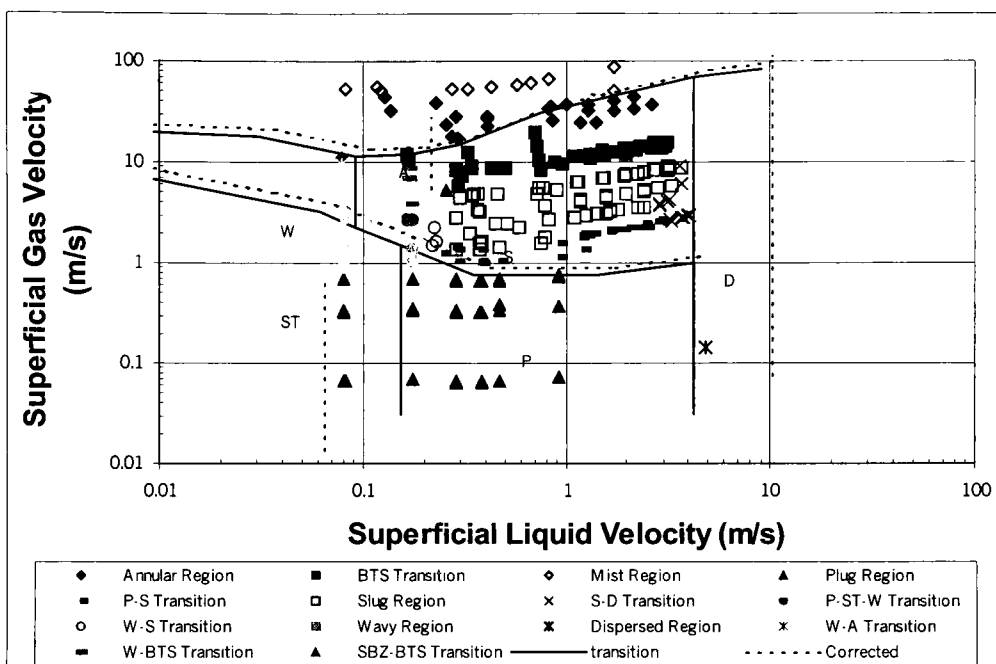 Superficial Gas Velocity
(m/s)
100
10
1
0.1
0.01
A
W
S
D
ST
P
0.01
0.1
1
10
100
Superficial Liquid Velocity (m/s)
Annular Region
BTS Transition
Mist Region
Plug Region
P-S Transition
Slug Region
S-D Transition
P-ST-W Transition
W-S Transition
Wavy Region
Dispersed Region
W-A Transition
W-BTS Transition
SBZ-BTS Transition
transition
Corrected